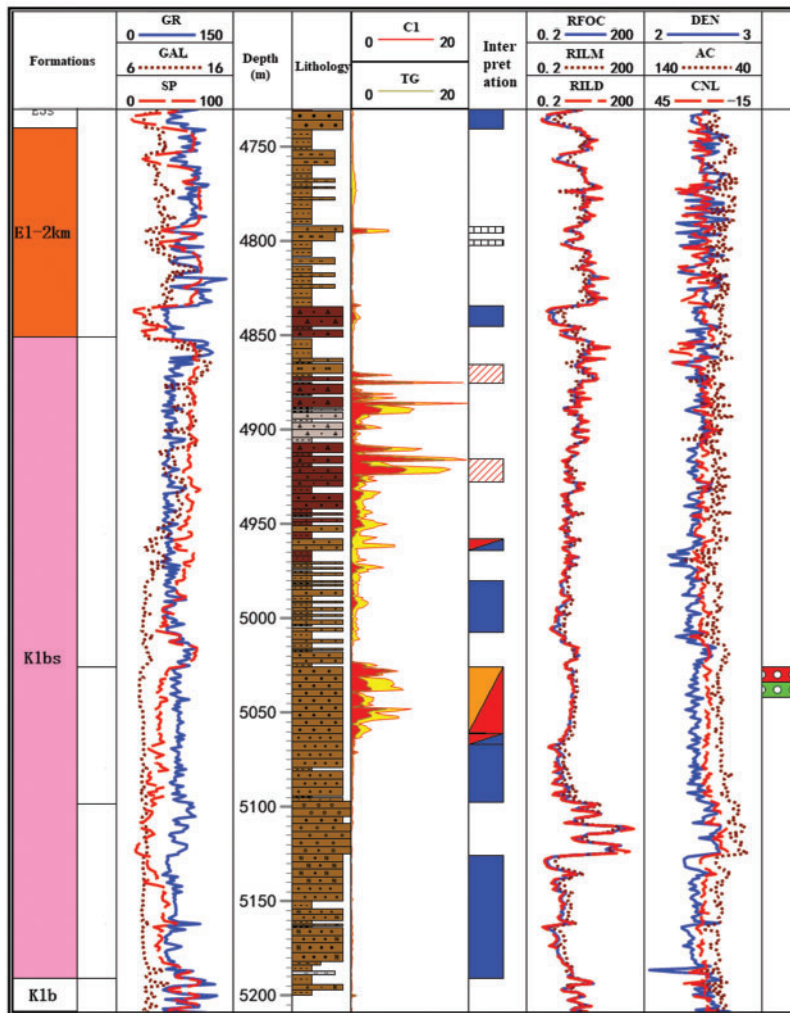 GR
0 150
GAL
6 16
SP
0 100
C1
0 20
TG
0 20
RFOC
0.2 200
RILM
0.2 200
RILD
0.2 200
DEN
2 3
AC
140 40
CNL
45 -15
Formations
Depth
(m)
Lithology
Inter
pret
ation
4750
E1-2km
4800
4850
4900
4950
5000
K1bs
5050
5100
5150
K1b
5200